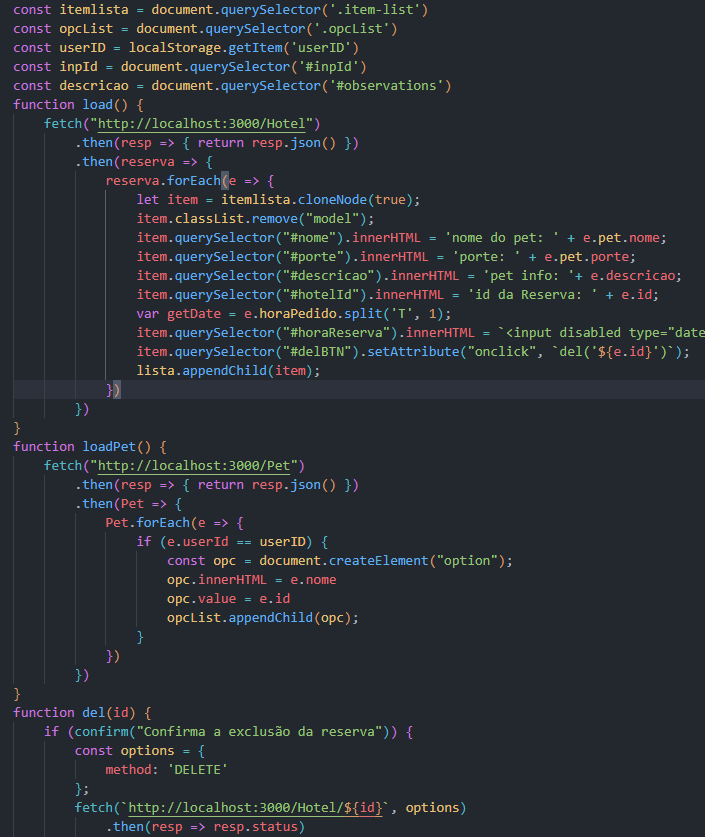 const itemlista = document.querySelector('.item-list')
const opcList = document.querySelector('.opcList')
const userID = localStorage.getItem('userID')
const inpId = document.querySelector('#inpId')
const descricao = document.querySelector('#observations')
function load() {
    fetch("http://localhost:3000/Hotel")
        .then(resp => { return resp.json() })
        .then(reserva => {
            reserva.forEach(e => {
                let item = itemlista.cloneNode(true);
                item.classList.remove("model");
                item.querySelector("#nome").innerHTML = 'nome do pet: ' + e.pet.nome;
                item.querySelector("#porte").innerHTML = 'porte: ' + e.pet.porte;
                item.querySelector("#descricao").innerHTML = 'pet info: '+ e.descricao;
                item.querySelector("#hotelId").innerHTML = 'id da Reserva: ' + e.id;
                var getDate = e.horaPedido.split('T', 1);
                item.querySelector("#horaReserva").innerHTML = `<input disabled type="date
                item.querySelector("#delBTN").setAttribute("onclick", `del('${e.id}')`);
                lista.appendChild(item);
            })
        })
}
function loadPet() {
    fetch("http://localhost:3000/Pet")
        .then(resp => { return resp.json() })
        .then(Pet => {
            Pet.forEach(e => {
                if (e.userId == userID) {
                    const opc = document.createElement("option");
                    opc.innerHTML = e.nome
                    opc.value = e.id
                    opcList.appendChild(opc);
                }
            })
        })
}
function del(id) {
    if (confirm("Confirma a exclusão da reserva")) {
        const options = {
            method: 'DELETE'
        };
        fetch(`http://localhost:3000/Hotel/${id}`, options)
            .then(resp => resp.status)